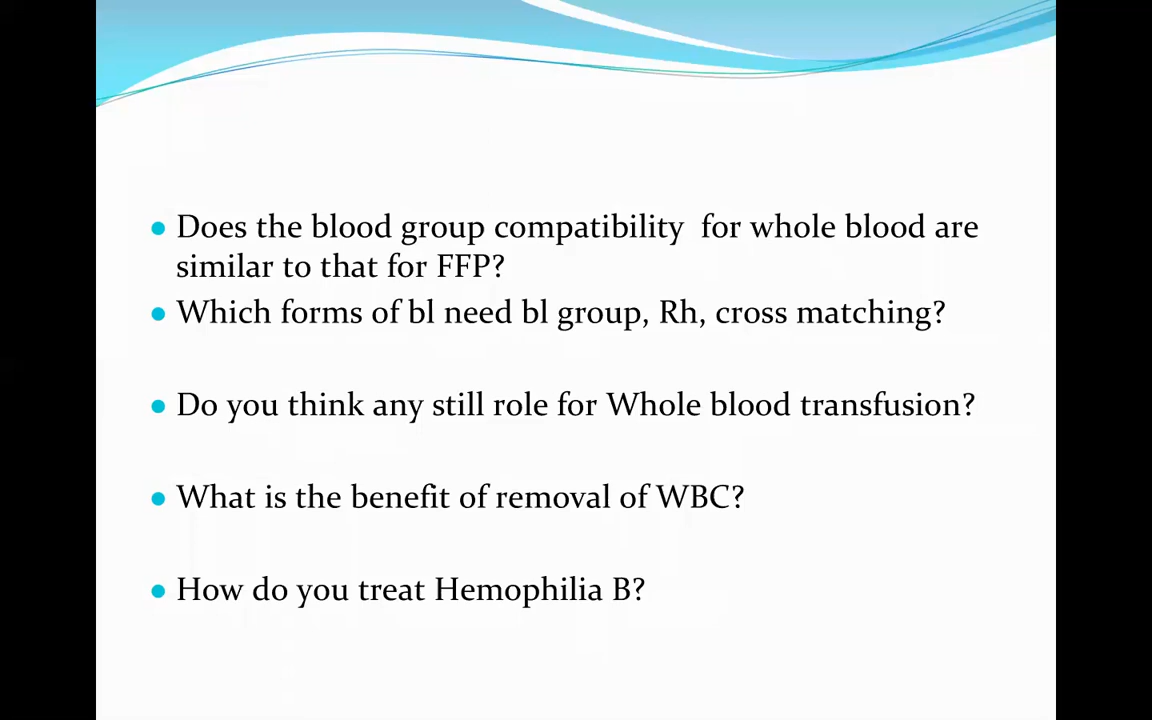 Does the blood group compatibility  for whole blood are
similar to that for FFP?
Which forms of bl need bl group, Rh, cross matching?
Do you think any still role for Whole blood transfusion?
What is the benefit of removal of WBC?
How do you treat Hemophilia B?